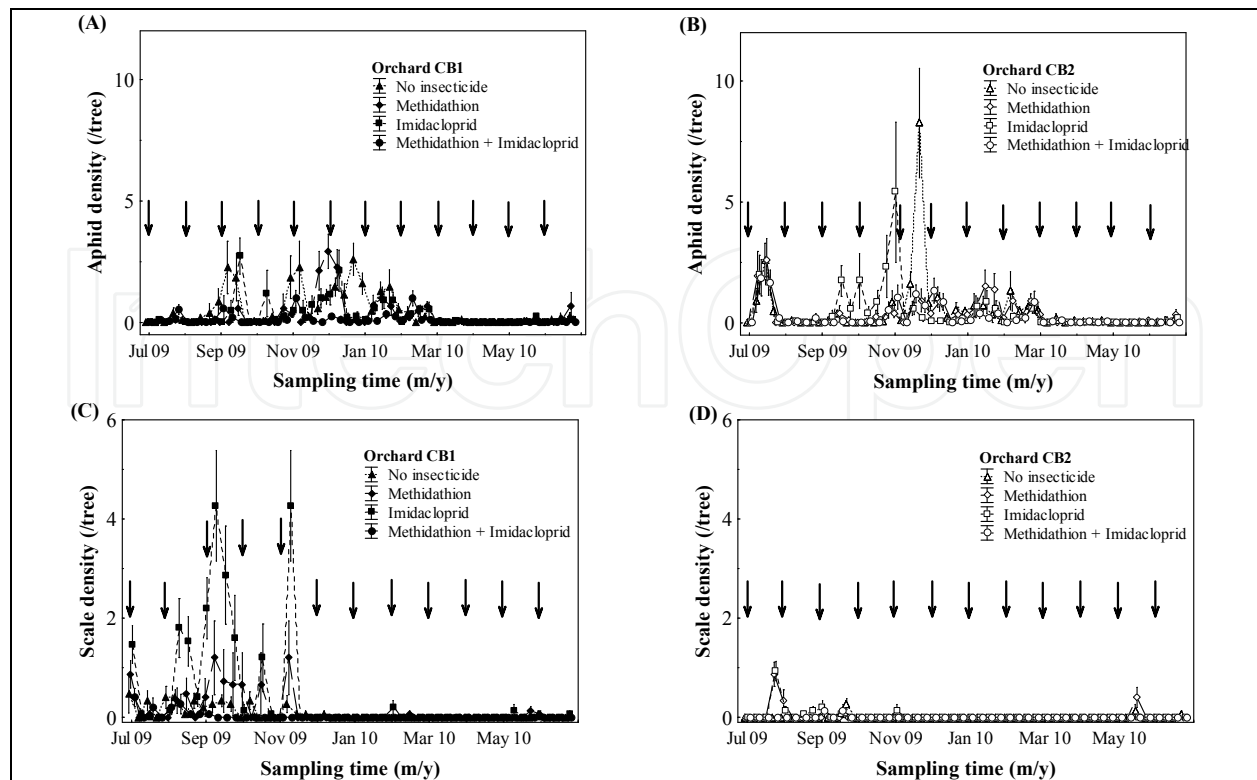 (A)
10
5
0
Aphid density (/tree)
Orchard CB1
No insecticide
Methidathion
Imidacloprid
Methidathion + Imidacloprid
Jul 09 Sep 09 Nov 09 Jan 10 Mar 10 May 10
Sampling time (m/y)
(B)
10
5
0
Aphid density (/tree)
Orchard CB2
No insecticide
Methidathion
Imidacloprid
Methidathion + Imidacloprid
Jul 09 Sep 09 Nov 09 Jan 10 Mar 10 May 10
Sampling time (m/y)
(C)
6
4
2
0
Scale density (/tree)
Orchard CB1
No insecticide
Methidathion
Imidacloprid
Methidathion + Imidacloprid
Jul 09 Sep 09 Nov 09 Jan 10 Mar 10 May 10
Sampling time (m/y)
(D)
6
4
2
0
Scale density (/tree)
Orchard CB2
No insecticide
Methidathion
Imidacloprid
Methidathion + Imidacloprid
Jul 09 Sep 09 Nov 09 Jan 10 Mar 10 May 10
Sampling time (m/y)
IntechOpen